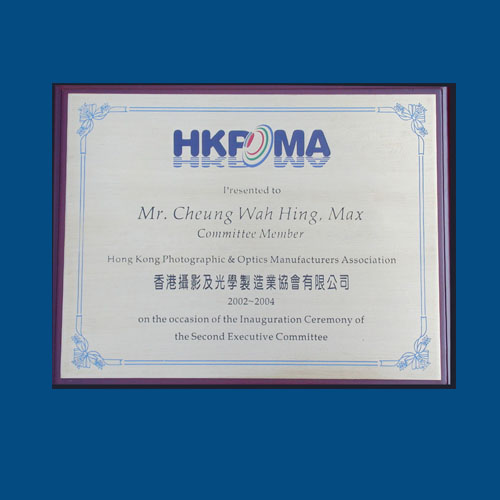 HKPOMA
Presented to
Mr. Cheung Wah Hing, Max
Committee Member
Hong Kong Photographic & Optics Manufacturers Association
香港攝影及光學製造業協會有限公司
2002~2004
on the occasion of the Inauguration Ceremony of
the Second Executive Committee